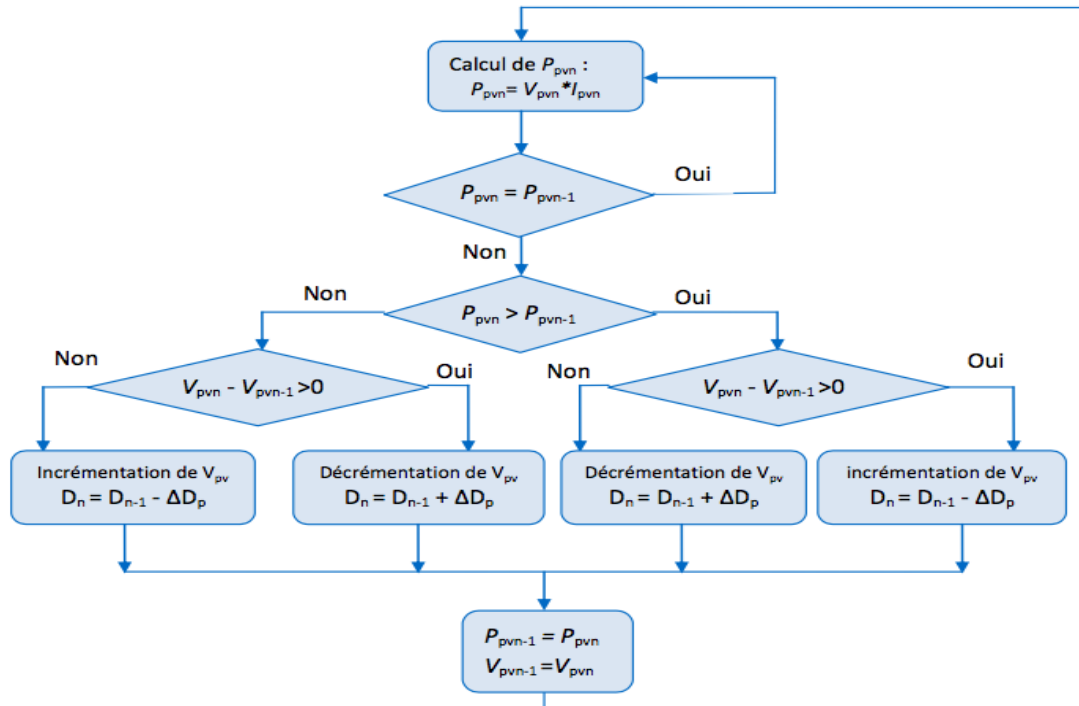 Calcul de Ppvn :
Ppvn= Vpvn*Ipvn
Oui
Ppvn = Ppvn-1
Non
Non
Oui
Ppvn > Ppvn-1
Non
Oui
Vpvn - Vpvn-1 >0
Non
Oui
Vpvn - Vpvn-1 >0
Incrémentation de Vpv
Dn = Dn-1 - ΔDp
Décrémentation de Vpv
Dn = Dn-1 + ΔDp
Décrémentation de Vpv
Dn = Dn-1 + ΔDp
incrémentation de Vpv
Dn = Dn-1 - ΔDp
Ppvn-1 = Ppvn
Vpvn-1 =Vpvn